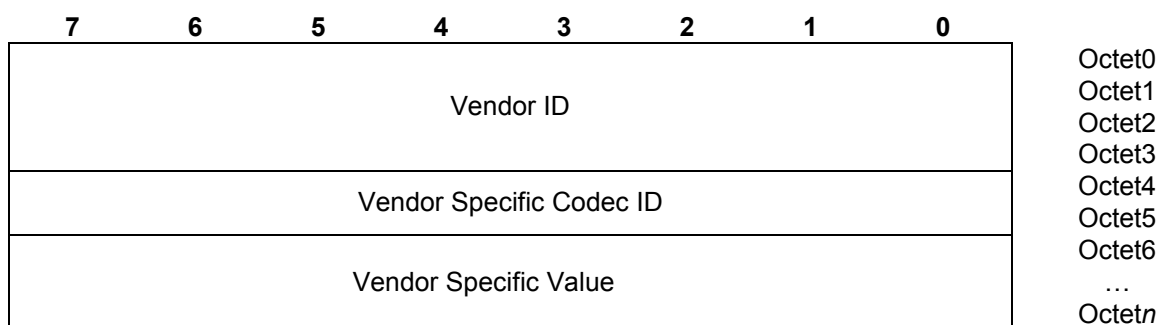 7 6 5 4 3 2 1 0
Octet0
Vendor ID
Octet1
Octet2
Octet3
Vendor Specific Codec ID
Octet4
Octet5
Vendor Specific Value
Octet6
…
Octetn